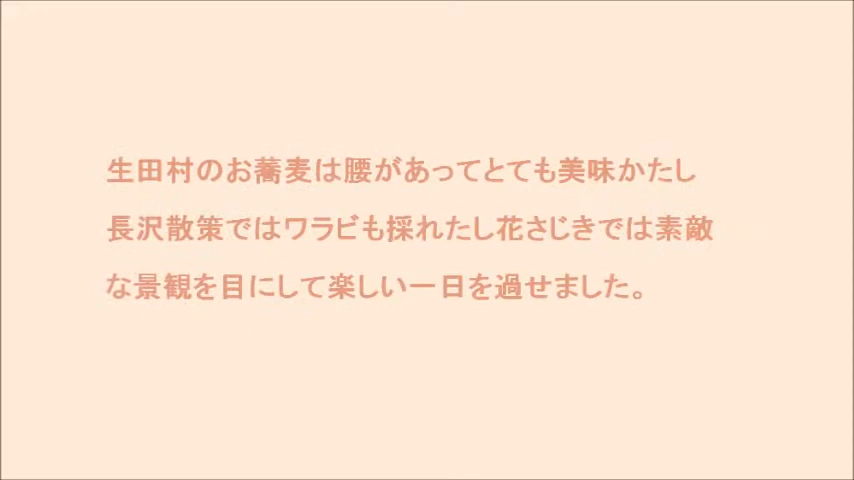 生田村のお蕎麦は腰があってとても美味かたし
長沢散策ではワラビも採れたし花さじきでは素敵
な景観を目にして楽しい一日を過せました。